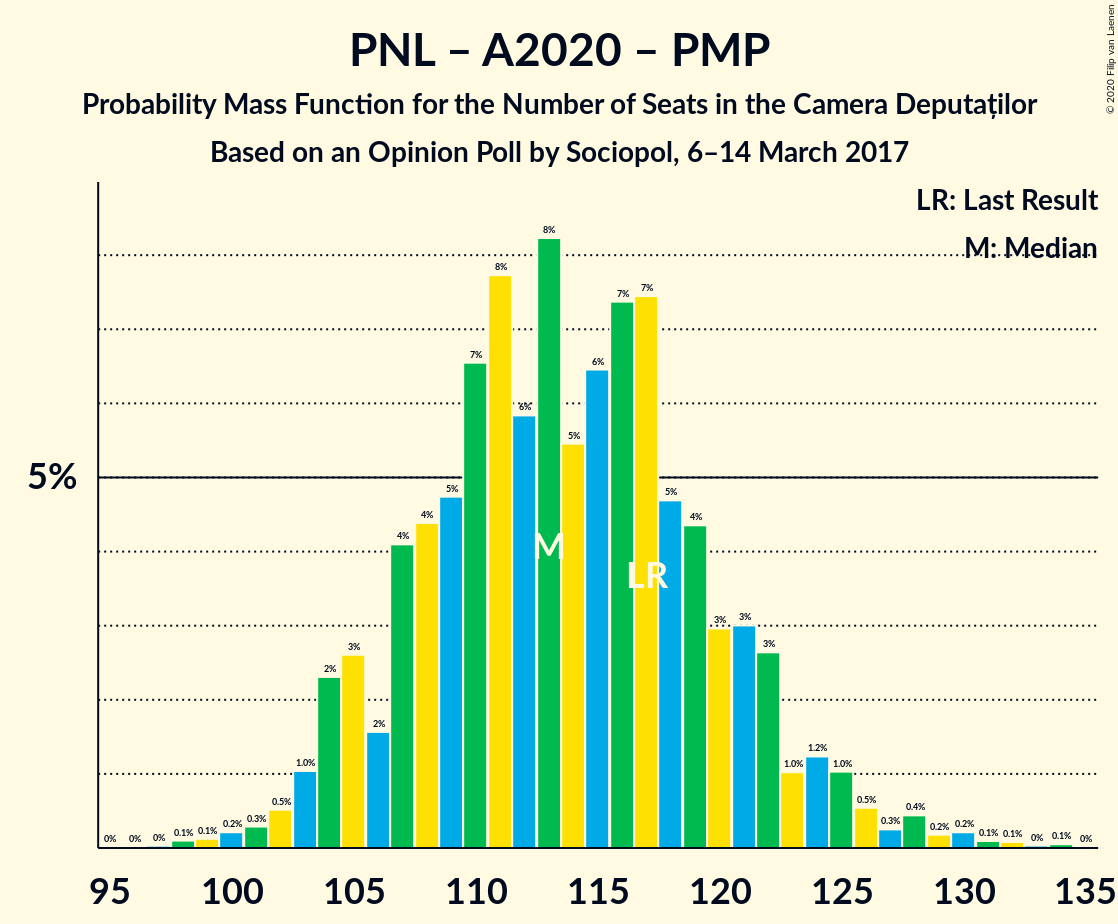 PNL – A2020 – PMP
Probability Mass Function for the Number of Seats in the Camera Deputaților
Based on an Opinion Poll by Sociopol, 6–14 March 2017
© 2020 Filip van Laenen
LR: Last Result
M: Median
5%
0% 0% 0% 0.1% 0.1% 0.2% 0.3% 0.5% 1.0% 2% 3% 2% 4% 4% 5% 7% 8% 6% 8% 5% 6% 7% 7% 5% 4% 3% 3% 3% 1.0% 1.2% 1.0% 0.5% 0.3% 0.4% 0.2% 0.2% 0.1% 0.1% 0% 0.1% 0%
M
LR
95 100 105 110 115 120 125 130 135